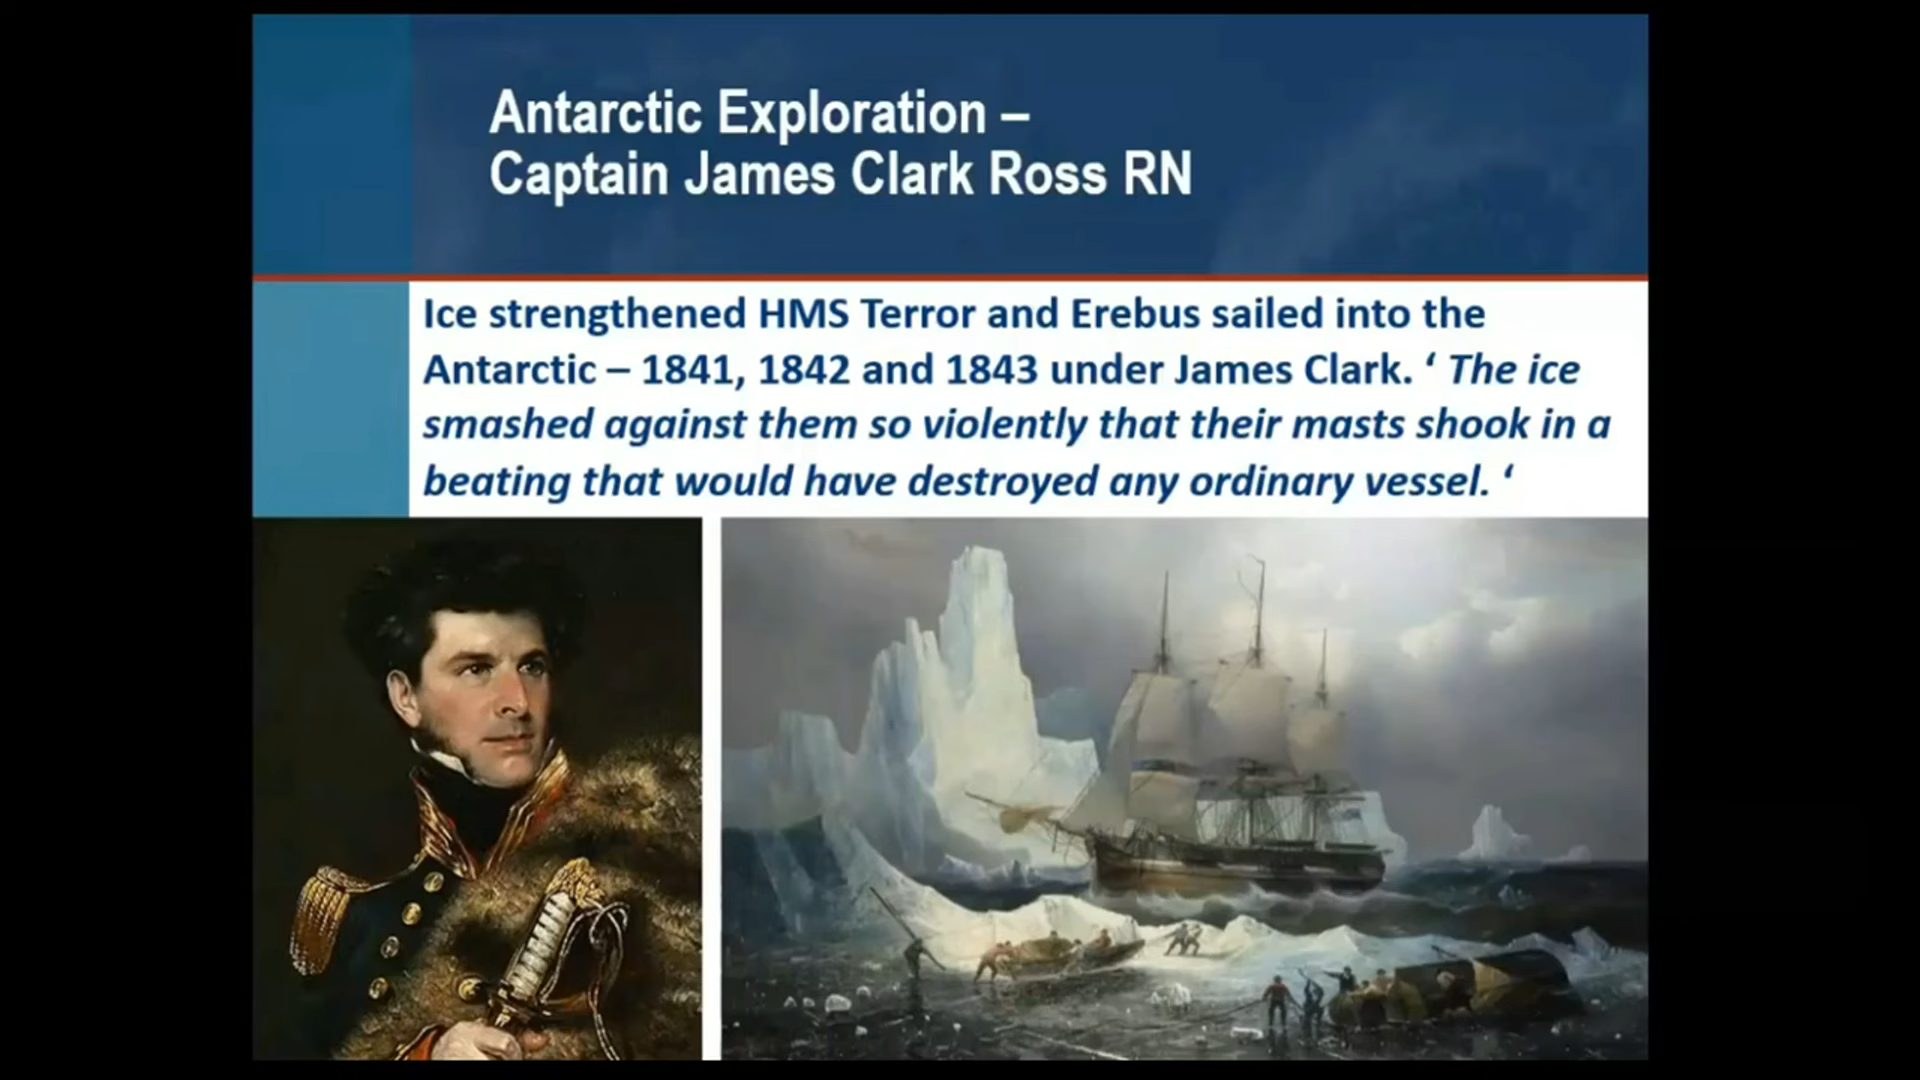 Antarctic Exploration –
Captain James Clark Ross RN
Ice strengthened HMS Terror and Erebus sailed into the
Antarctic – 1841, 1842 and 1843 under James Clark. ‘ The ice
smashed against them so violently that their masts shook in a
beating that would have destroyed any ordinary vessel. ‘